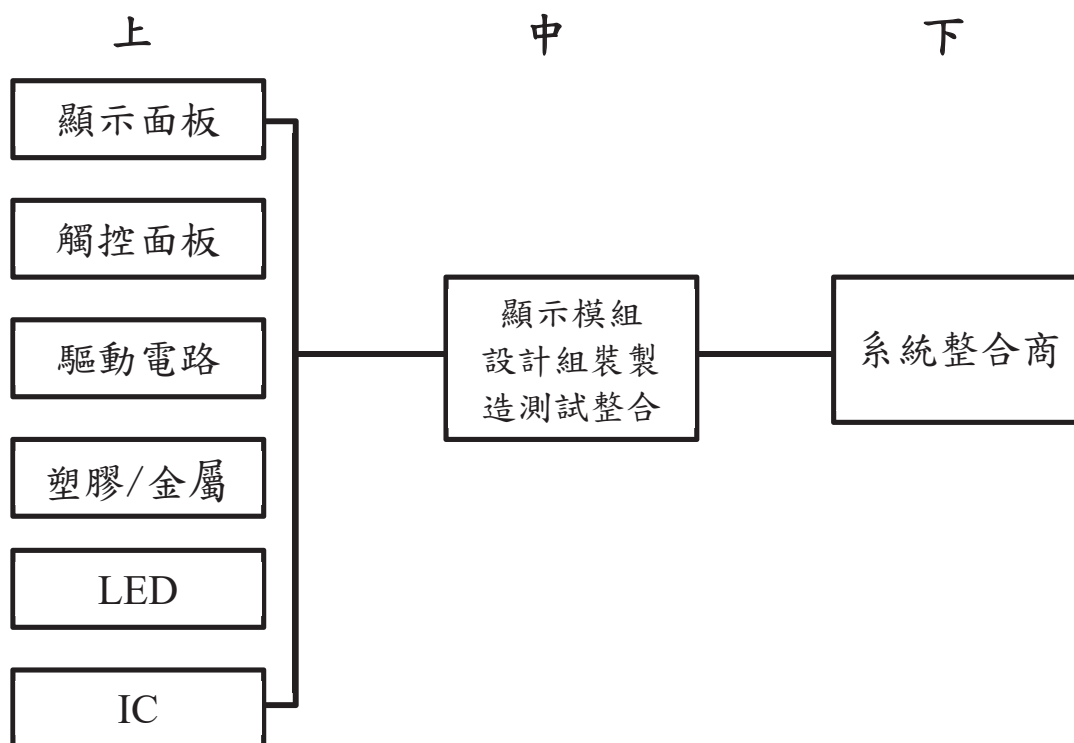 上 中 下
顯示面板
觸控面板
驅動電路
塑膠/金屬
LED
IC
顯示模組
設計組裝製
造測試整合
系統整合商